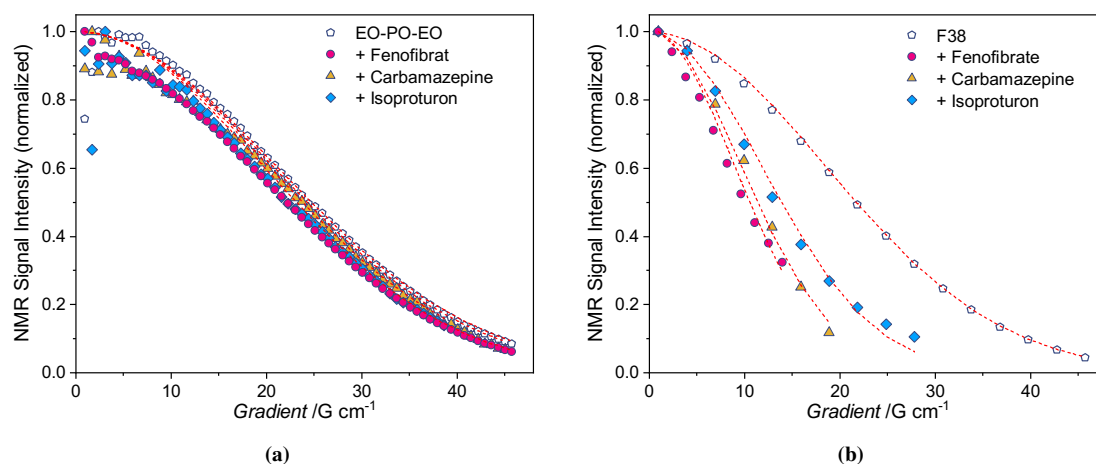 EO-PO-EO
+ Fenofibrat
+ Carbamazepine
+ Isoproturon
NMR Signal Intensity (normalized)
1.0
0.8
0.6
0.4
0.2
0.0
0 10 20 30 40
Gradient /G cm⁻¹
(a)
F38
+ Fenofibrate
+ Carbamazepine
+ Isoproturon
NMR Signal Intensity (normalized)
1.0
0.8
0.6
0.4
0.2
0.0
0 10 20 30 40
Gradient /G cm⁻¹
(b)